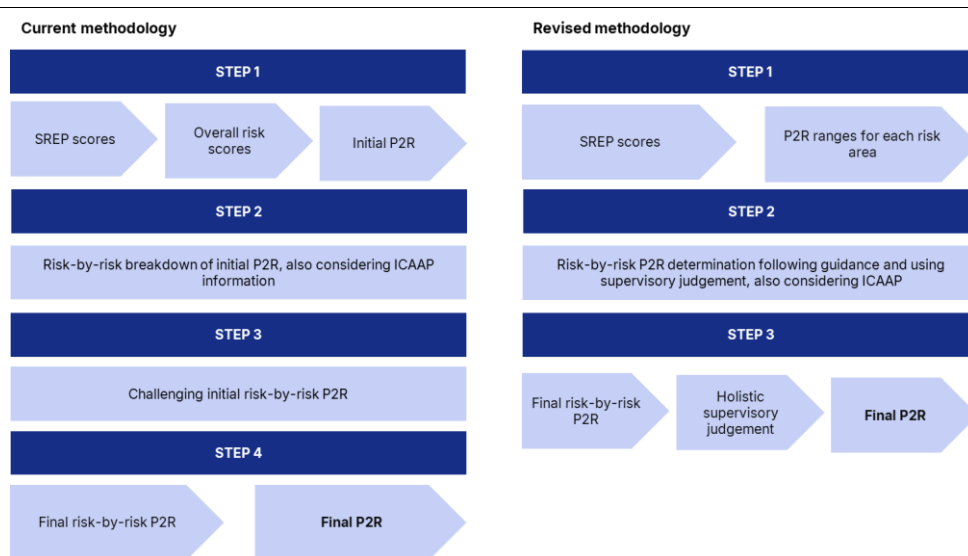 Current methodology
STEP 1
SREP scores
Overall risk
scores
Initial P2R
STEP 2
Risk-by-risk breakdown of initial P2R, also considering ICAAP
information
STEP 3
Challenging initial risk-by-risk P2R
STEP 4
Final risk-by-risk P2R
Final P2R
Revised methodology
STEP 1
SREP scores
P2R ranges for each risk
area
STEP 2
Risk-by-risk P2R determination following guidance and using
supervisory judgement, also considering ICAAP
STEP 3
Final risk-by-risk
P2R
Holistic
supervisory
judgement
Final P2R